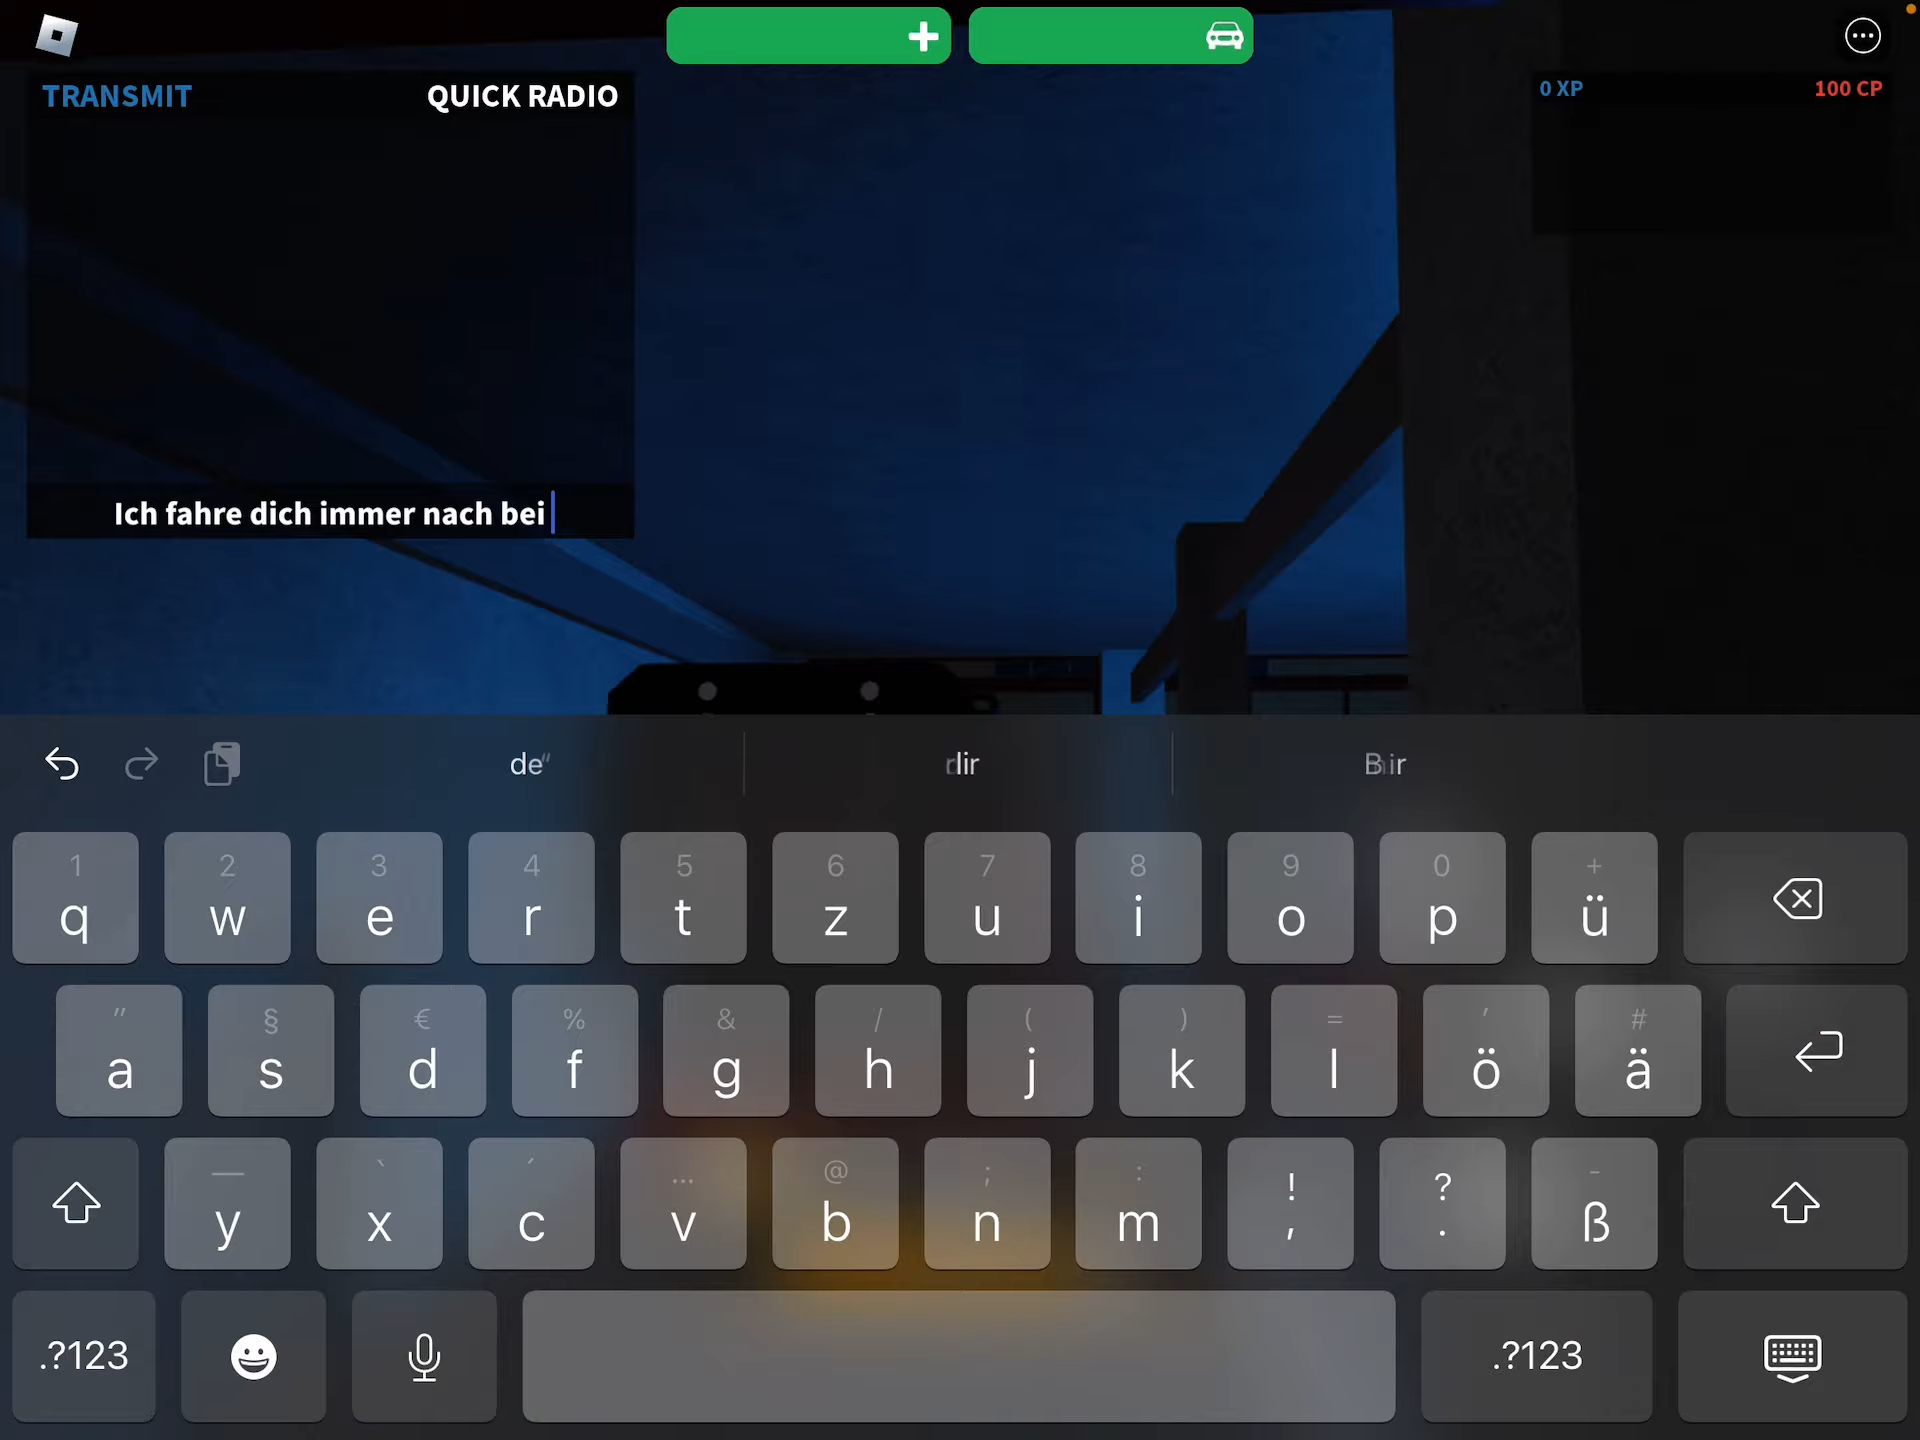 TRANSMIT QUICK RADIO
0 XP 100 CP
Ich fahre dich immer nach bei
de dir
1 2 3 4 5 6 7 8 9 0 +
q w e r t z u i o p ü
" § € % & / ( ) = ' #
a s d f g h j k l ö ä
— ` ´ … @ ; : ! ? -
y x c v b n m , . ß
.?123 .?123